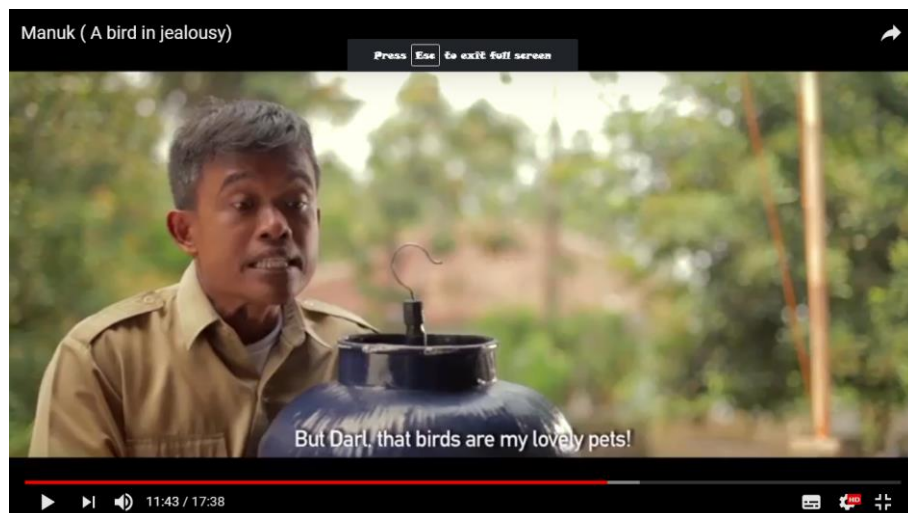 Manuk ( A bird in jealousy)
Press Esc to exit full screen
But Darl, that birds are my lovely pets!
11:43 / 17:38
HD